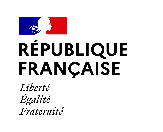 RÉPUBLIQUE
FRANÇAISE
Liberté
Égalité
Fraternité